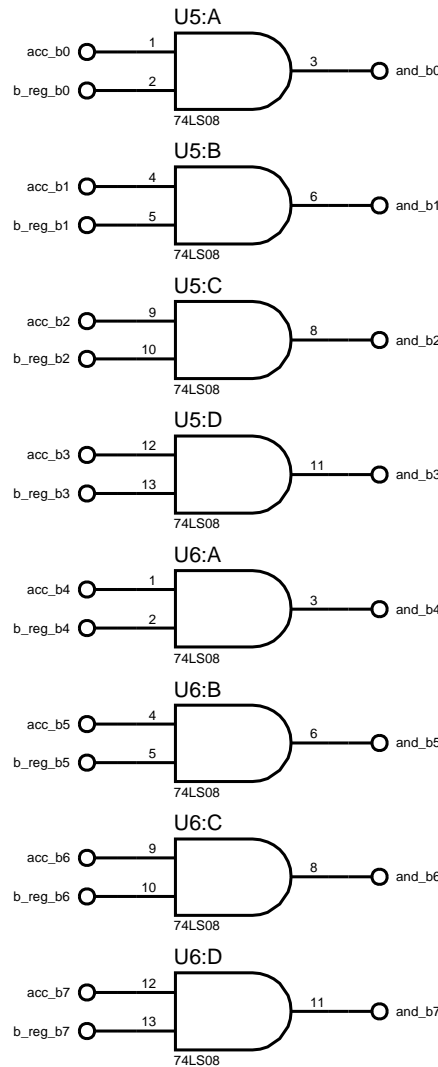 U5:A
acc_b0 1
3 and_b0
b_reg_b0 2
74LS08
U5:B
acc_b1 4
6 and_b1
b_reg_b1 5
74LS08
U5:C
acc_b2 9
8 and_b2
b_reg_b2 10
74LS08
U5:D
acc_b3 12
11 and_b3
b_reg_b3 13
74LS08
U6:A
acc_b4 1
3 and_b4
b_reg_b4 2
74LS08
U6:B
acc_b5 4
6 and_b5
b_reg_b5 5
74LS08
U6:C
acc_b6 9
8 and_b6
b_reg_b6 10
74LS08
U6:D
acc_b7 12
11 and_b7
b_reg_b7 13
74LS08